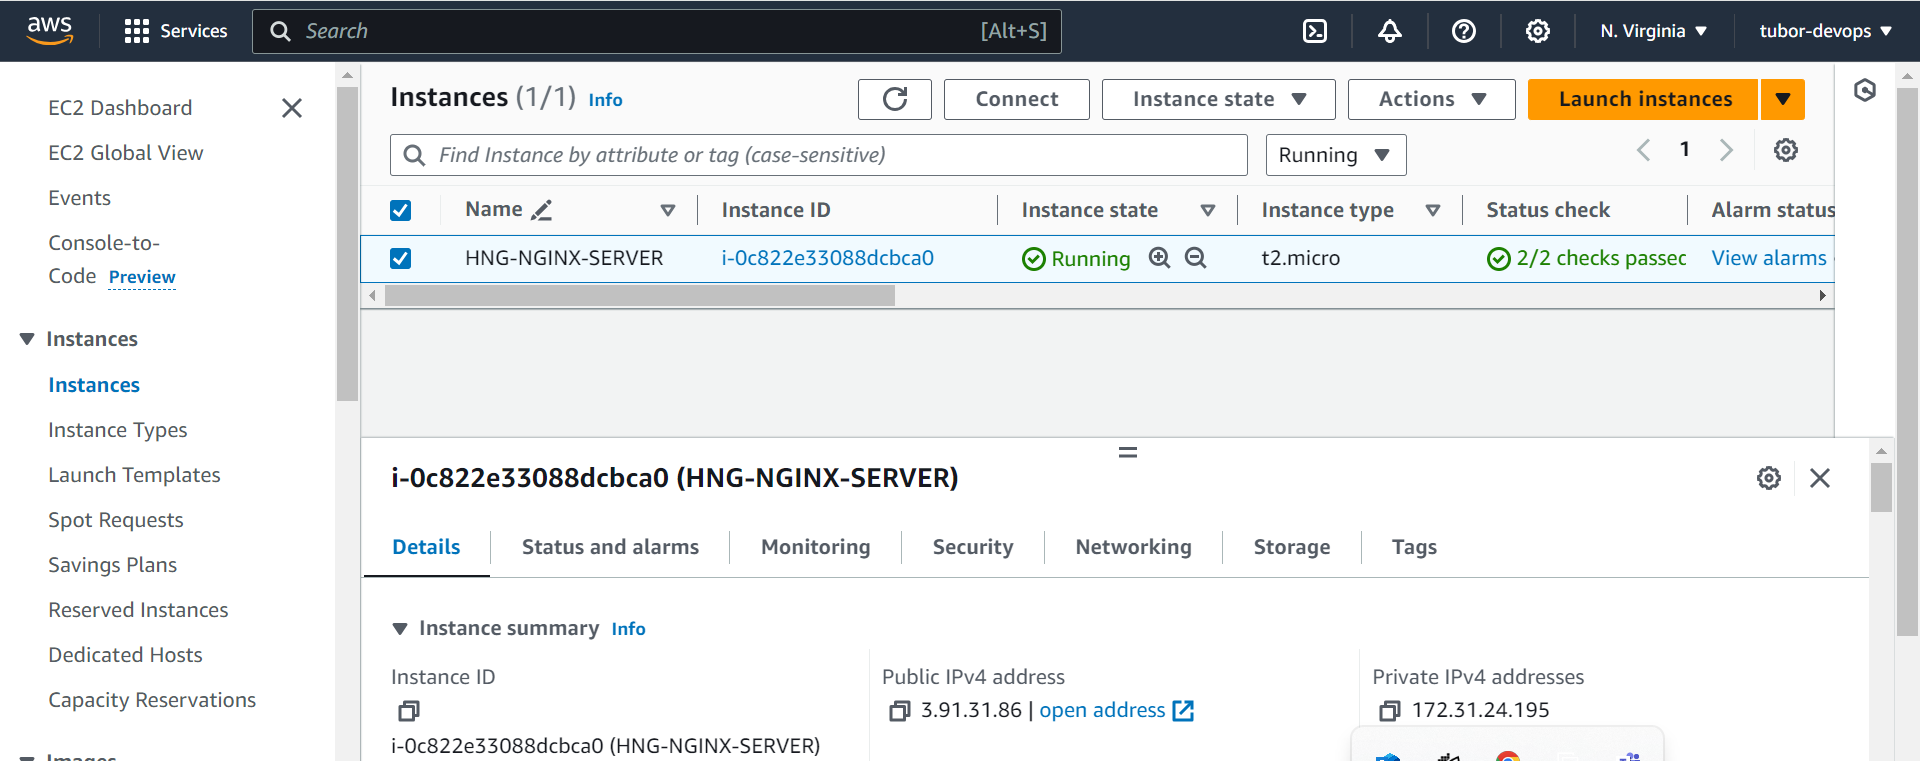 aws
Services
Search
[Alt+S]
N. Virginia
tubor-devops
EC2 Dashboard
EC2 Global View
Events
Console-to-
Code Preview
Instances
Instances
Instance Types
Launch Templates
Spot Requests
Savings Plans
Reserved Instances
Dedicated Hosts
Capacity Reservations
Images
Instances (1/1) Info
Connect
Instance state
Actions
Launch instances
Find Instance by attribute or tag (case-sensitive)
Running
1
Name
Instance ID
Instance state
Instance type
Status check
Alarm status
HNG-NGINX-SERVER
i-0c822e33088dcbca0
Running
t2.micro
2/2 checks passec
View alarms
i-0c822e33088dcbca0 (HNG-NGINX-SERVER)
Details
Status and alarms
Monitoring
Security
Networking
Storage
Tags
Instance summary Info
Instance ID
i-0c822e33088dcbca0 (HNG-NGINX-SERVER)
Public IPv4 address
3.91.31.86 | open address
Private IPv4 addresses
172.31.24.195